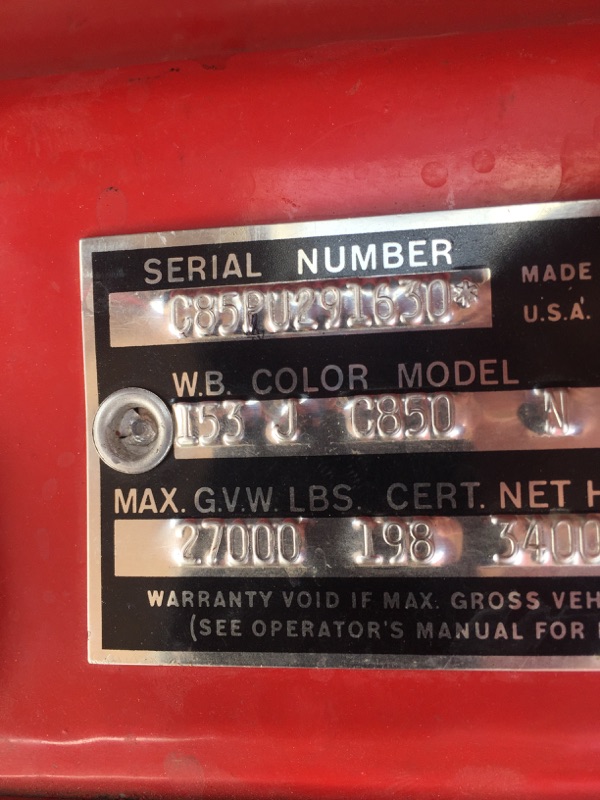 SERIAL NUMBER
MADE
C85PU291630*
U.S.A.
W.B. COLOR MODEL
153 J C850 N
MAX. G.V.W. LBS. CERT. NET H
27000 198 3400
WARRANTY VOID IF MAX. GROSS VEH
(SEE OPERATOR'S MANUAL FOR